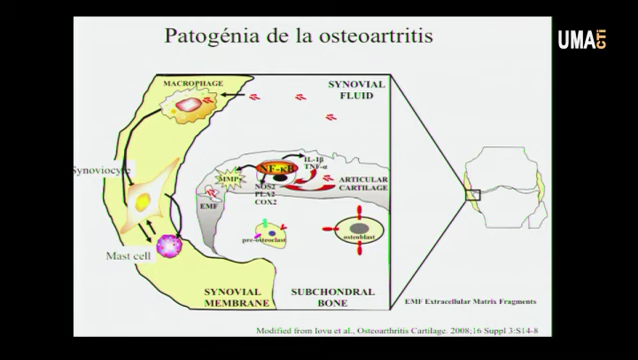 Patogénia de la osteoartritis
UMA CTI
MACROPHAGE
SYNOVIAL
FLUID
Synoviocyte
NF-κB
IL-1β
TNF-α
MMPs
ARTICULAR
CARTILAGE
NOS2
PLA2
COX2
EMF
pre-osteoclast
osteoblast
Mast cell
SYNOVIAL
MEMBRANE
SUBCHONDRAL
BONE
EMF Extracellular Matrix Fragments
Modified from Iovu et al., Osteoarthritis Cartilage. 2008;16 Suppl 3:S14-8